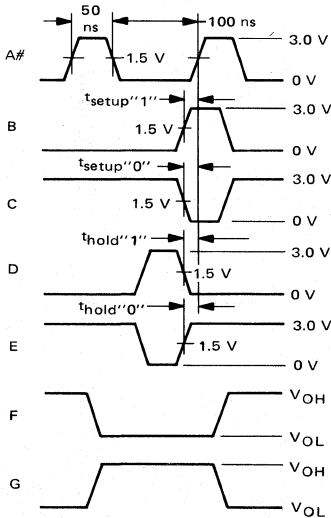 50
ns
100 ns
A#
1.5 V
3.0 V
0 V
tsetup"1"
B
1.5 V
3.0 V
0 V
tsetup"0"
C
1.5 V
3.0 V
0 V
thold"1"
D
1.5 V
3.0 V
0 V
thold"0"
E
1.5 V
3.0 V
0 V
F
VOH
VOL
G
VOH
VOL